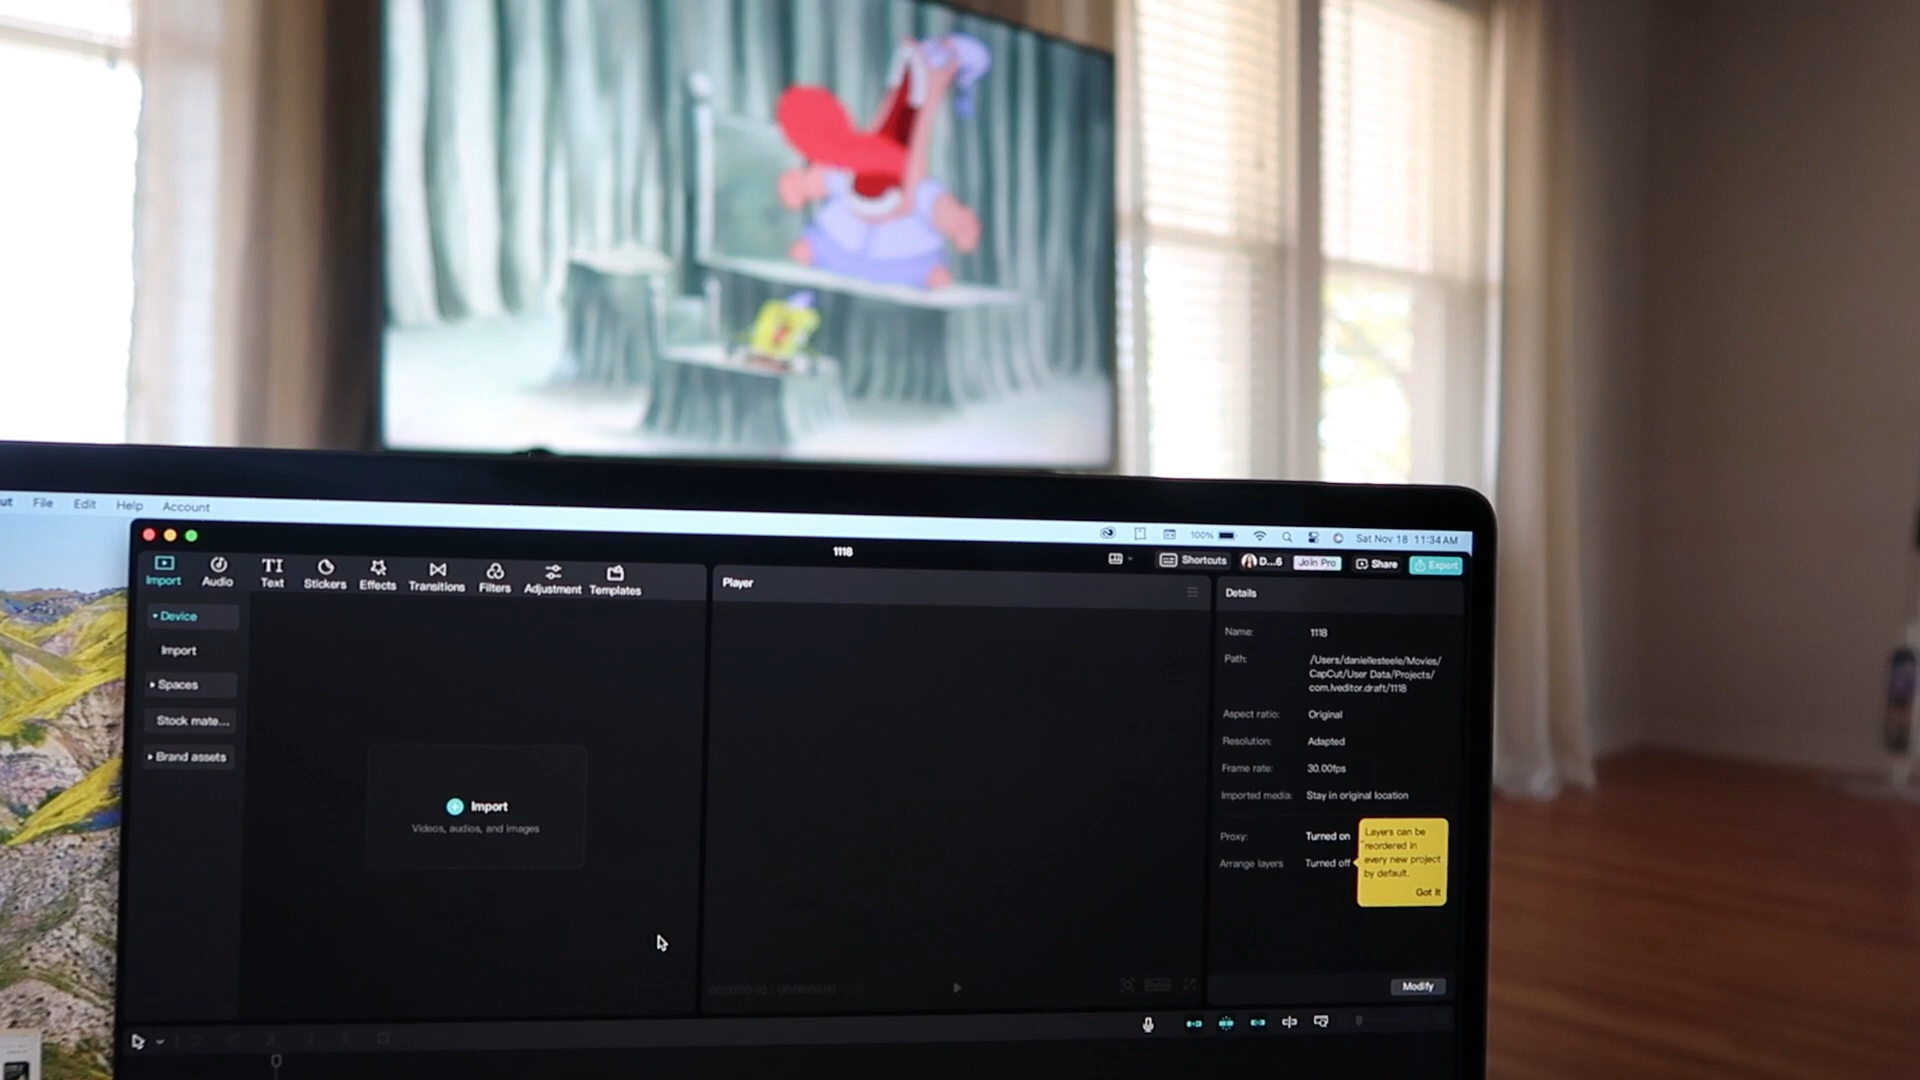 File Edit Help Account
100% Sat Nov 18 11:34 AM
1118
Shortcuts D...6 Join Pro Share Export
Import Audio Text Stickers Effects Transitions Filters Adjustment Templates
Device
Import
Spaces
Stock mate...
Brand assets
Import
Videos, audios, and images
Player
Details
Name: 1118
Path: /Users/daniellesteele/Movies/
CapCut/User Data/Projects/
com.lveditor.draft/1118
Aspect ratio: Original
Resolution: Adapted
Frame rate: 30.00fps
Imported media: Stay in original location
Proxy: Turned on
Arrange layers Turned off
Layers can be
reordered in
every new project
by default.
Got it
Modify